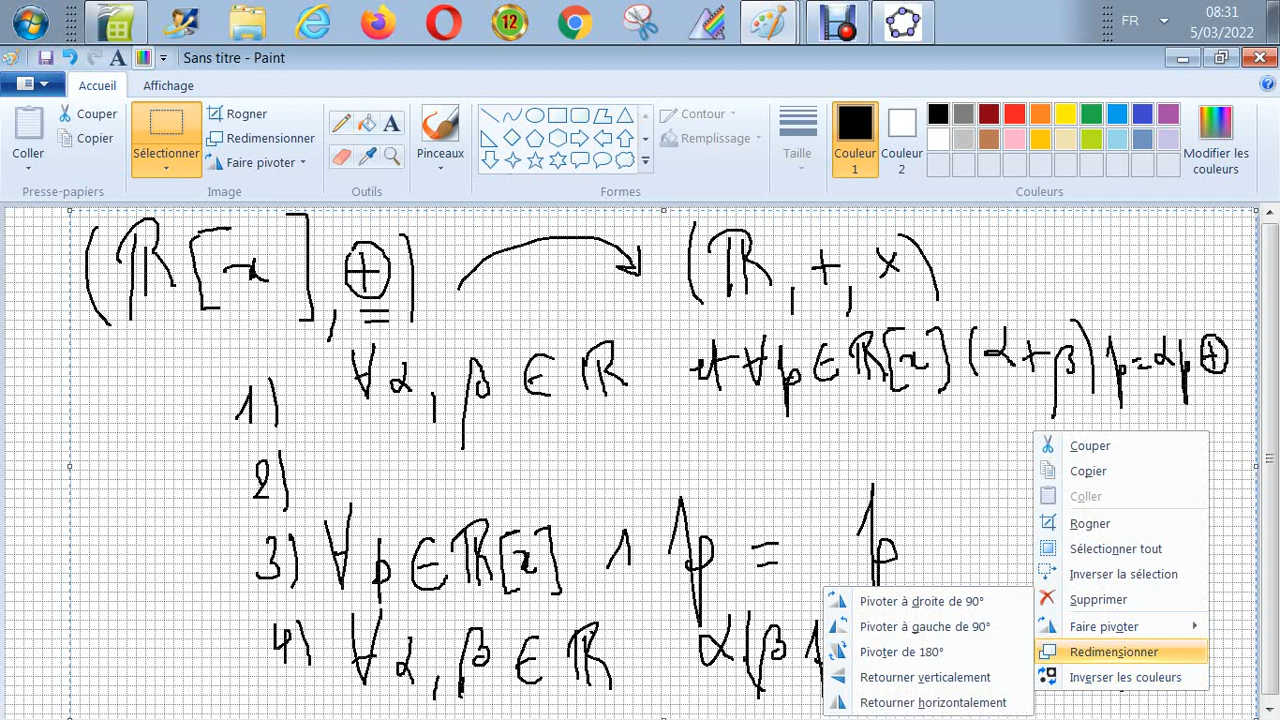 FR 08:31
5/03/2022
12
Sans titre - Paint
Accueil Affichage
Coller Couper Copier
Presse-papiers
Sélectionner Rogner Redimensionner Faire pivoter
Image
Outils
Pinceaux
Contour Remplissage
Formes
Taille
Couleur 1 Couleur 2
Modifier les couleurs
Couleurs
(ℝ[x], ⊕) (ℝ, +, ×)
1) ∀α, β ∈ ℝ et ∀p ∈ ℝ[x] (α+β)p = αp ⊕
2)
3) ∀p ∈ ℝ[x] 1 p = p
4) ∀α, β ∈ ℝ α(β
Couper
Copier
Coller
Rogner
Sélectionner tout
Inverser la sélection
Supprimer
Faire pivoter
Redimensionner
Inverser les couleurs
Pivoter à droite de 90°
Pivoter à gauche de 90°
Pivoter de 180°
Retourner verticalement
Retourner horizontalement